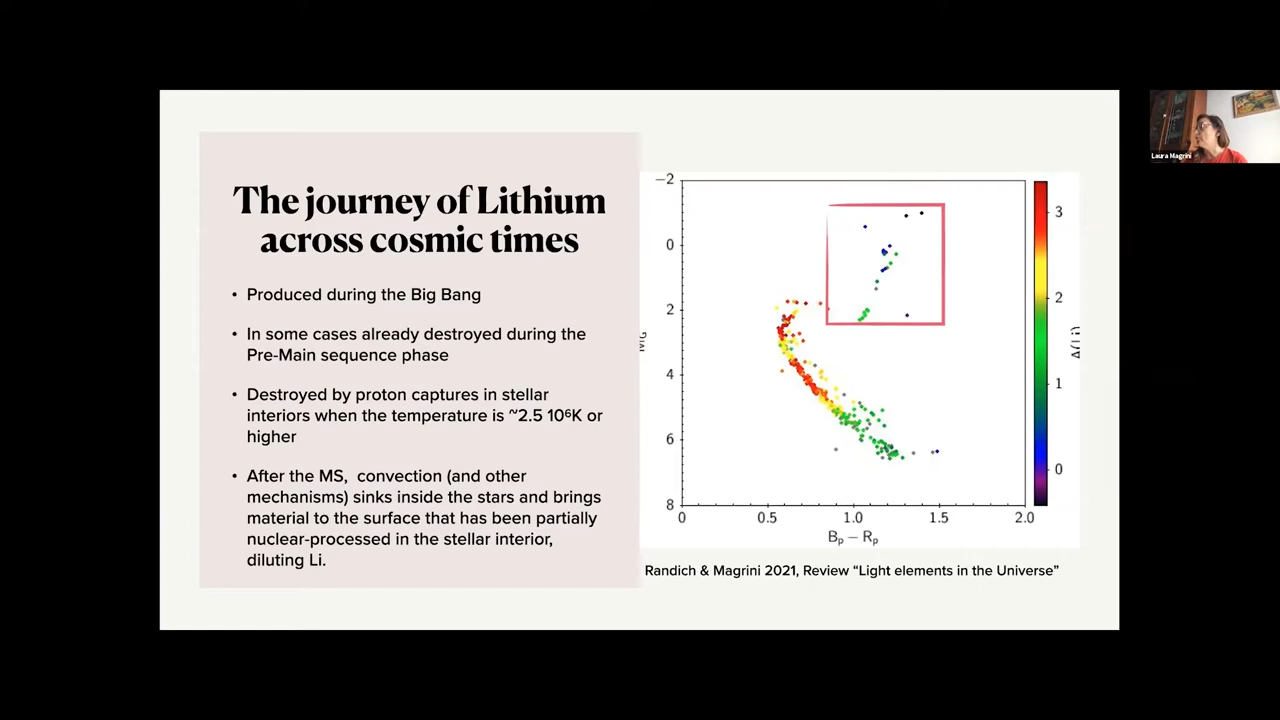 The journey of Lithium
across cosmic times
• Produced during the Big Bang
• In some cases already destroyed during the
Pre-Main sequence phase
• Destroyed by proton captures in stellar
interiors when the temperature is ~2.5 10⁶K or
higher
• After the MS, convection (and other
mechanisms) sinks inside the stars and brings
material to the surface that has been partially
nuclear-processed in the stellar interior,
diluting Li.
−2
0
2
4
6
8
0 0.5 1.0 1.5 2.0
Bp − Rp
3
2
1
0
Randich & Magrini 2021, Review “Light elements in the Universe”
Laura Magrini